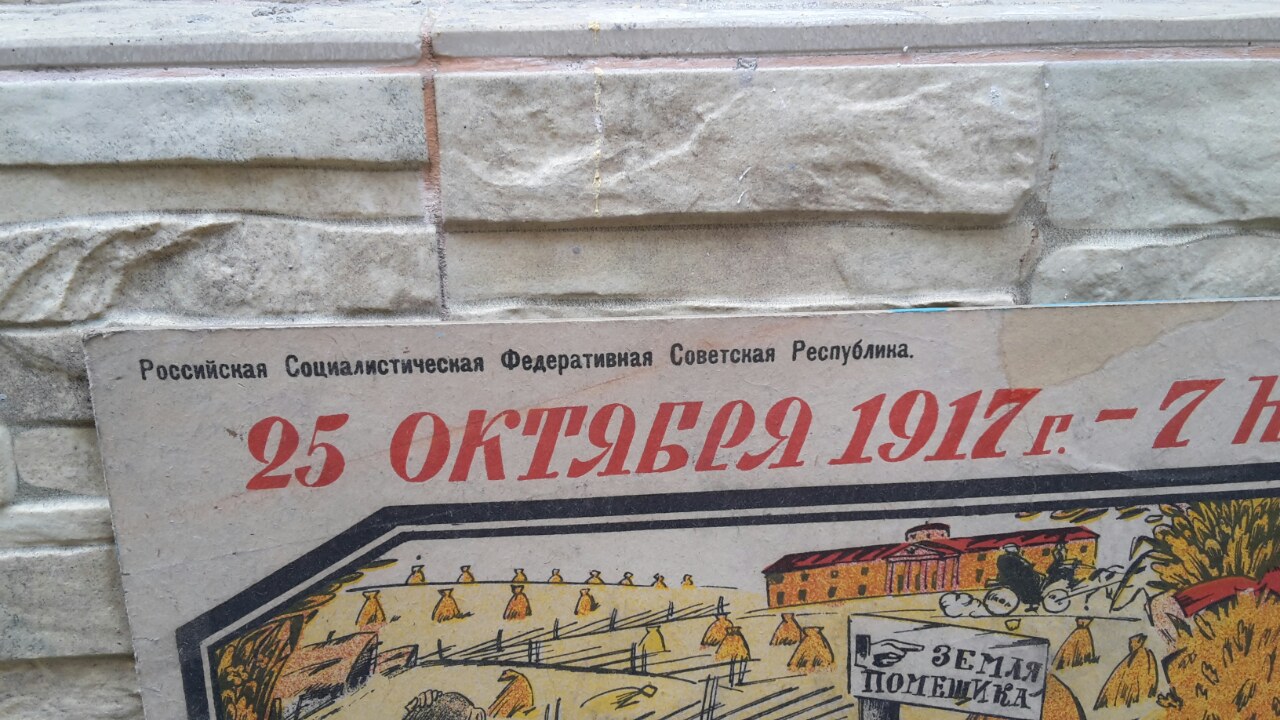 Российская Социалистическая Федеративная Советская Республика.
25 ОКТЯБРЯ 1917 г. – 7
ЗЕМЛЯ
ПОМЕЩИКА